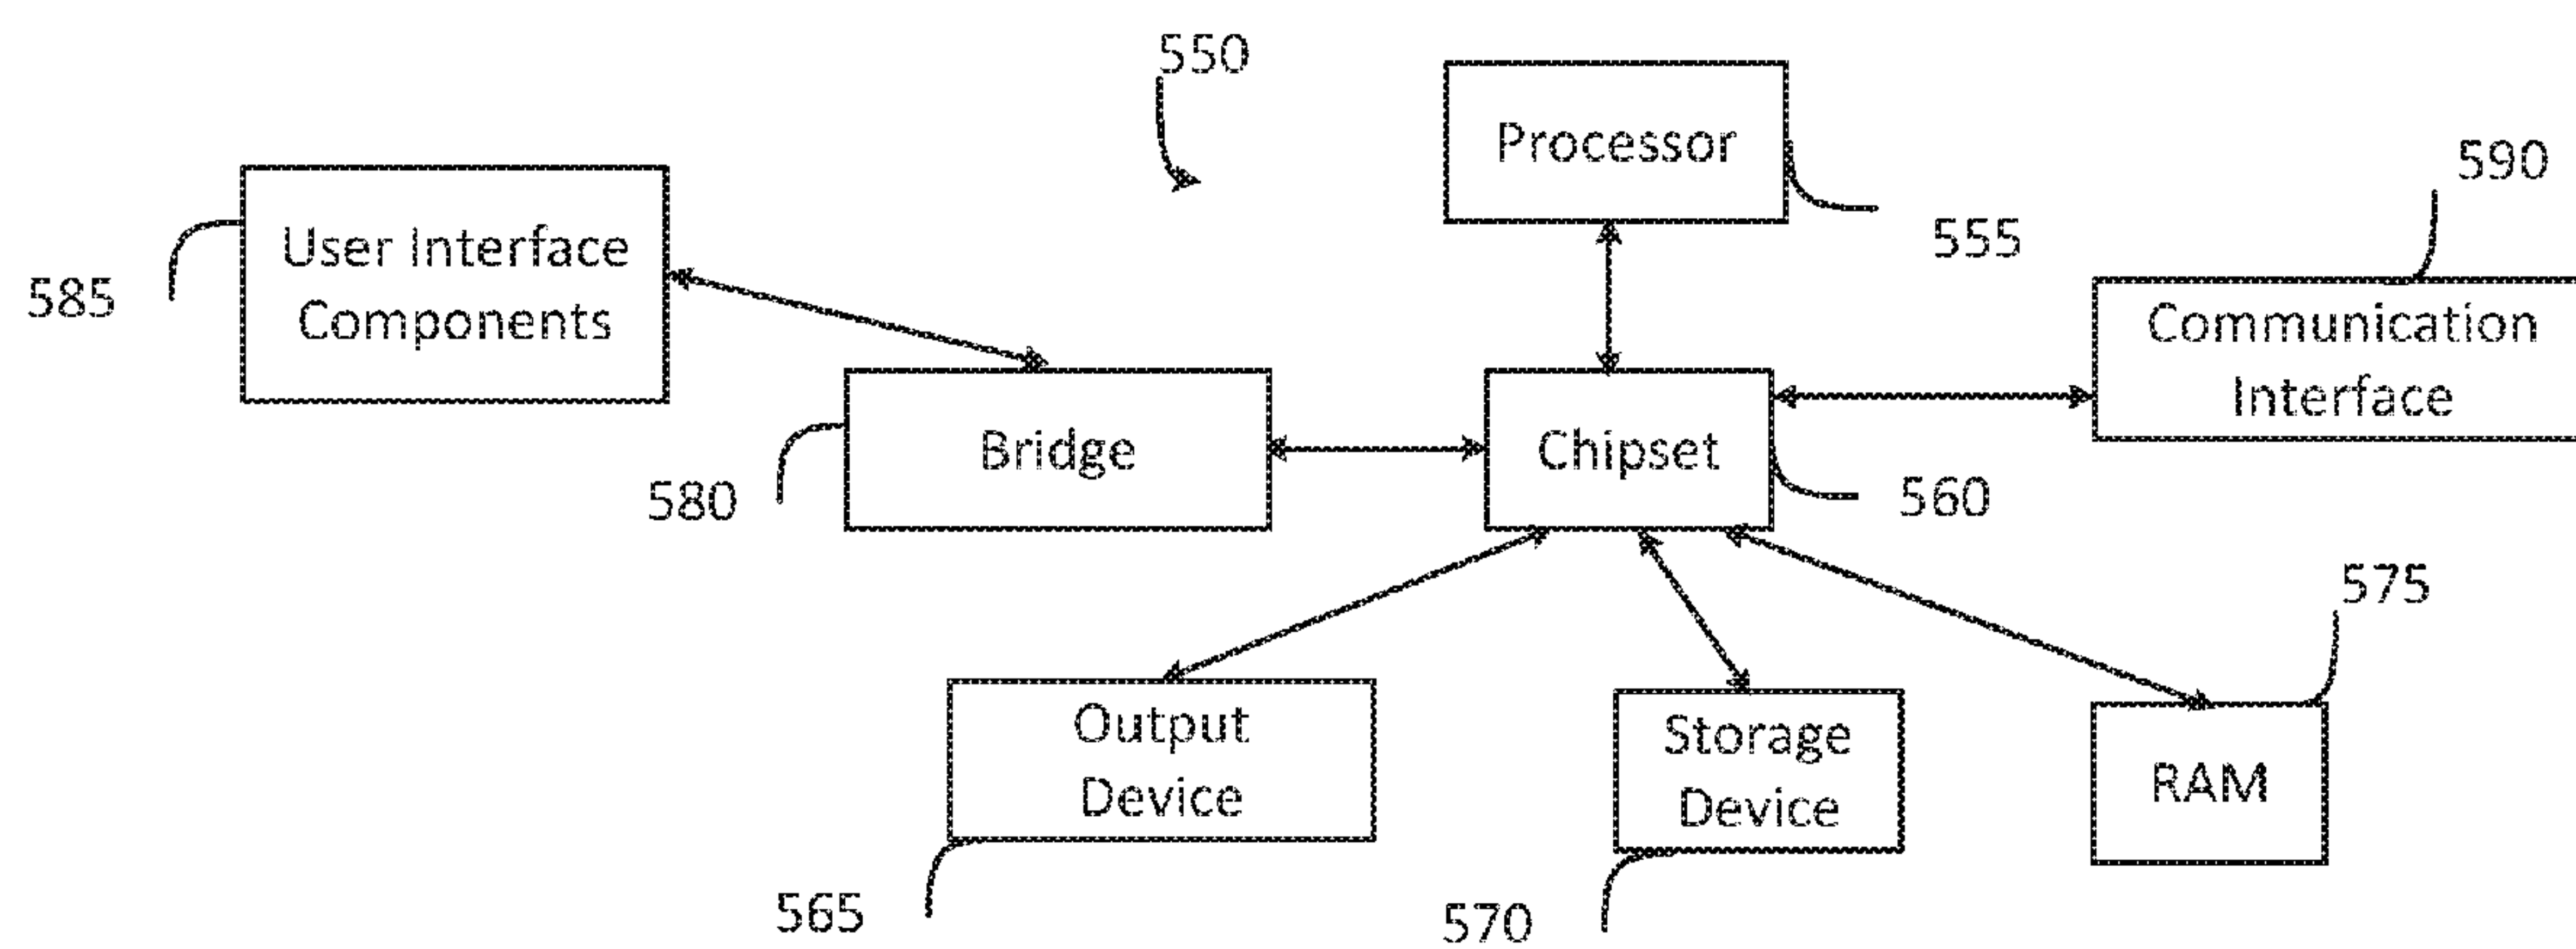 550
Processor
590
User Interface
Components
555
585
Communication
Interface
Bridge
Chipset
580
560
575
Output
Device
Storage
Device
RAM
565
570